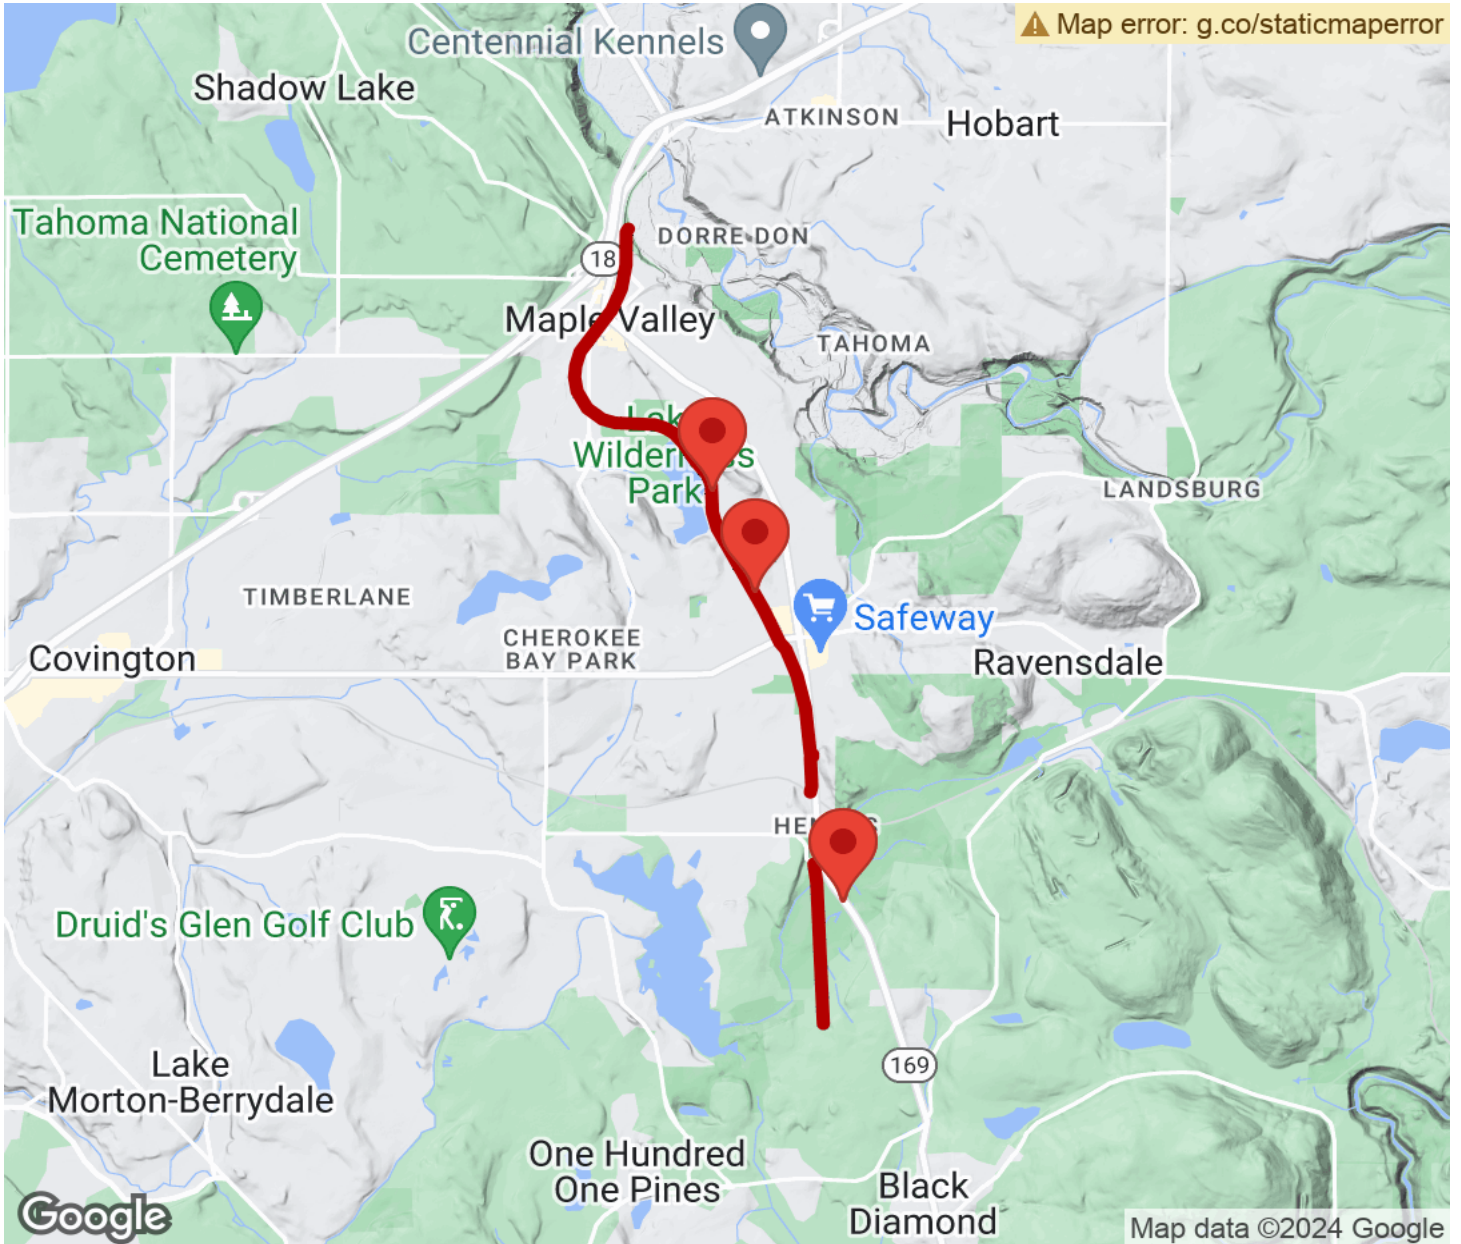 Map error: g.co/staticmaperror
Centennial Kennels
Shadow Lake
ATKINSON
Hobart
Tahoma National
Cemetery
DORRE DON
18
Maple Valley
TAHOMA
Lake
Wilderness
Park
LANDSBURG
TIMBERLANE
Safeway
CHEROKEE
BAY PARK
Covington
Ravensdale
Druid's Glen Golf Club
169
Lake
Morton-Berrydale
One Hundred
One Pines
Black
Diamond
Google
Map data ©2024 Google